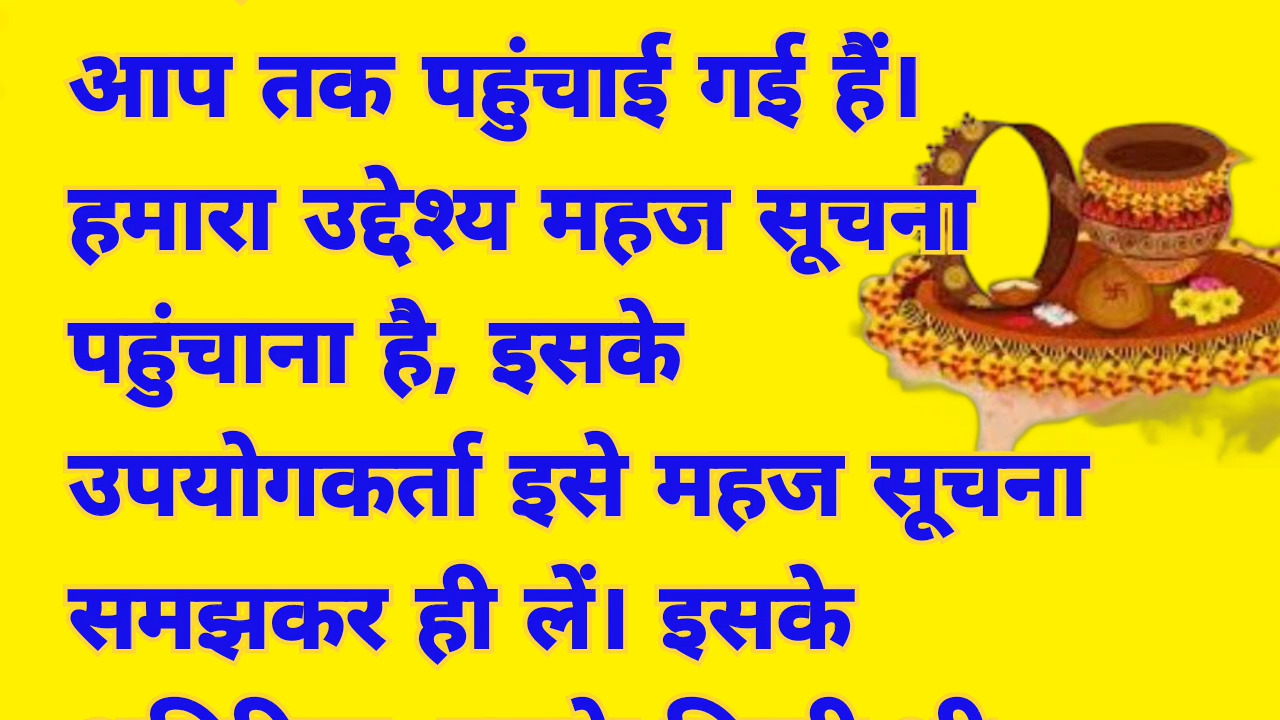 आप तक पहुंचाई गई हैं।
हमारा उद्देश्य महज सूचना
पहुंचाना है, इसके
उपयोगकर्ता इसे महज सूचना
समझकर ही लें। इसके